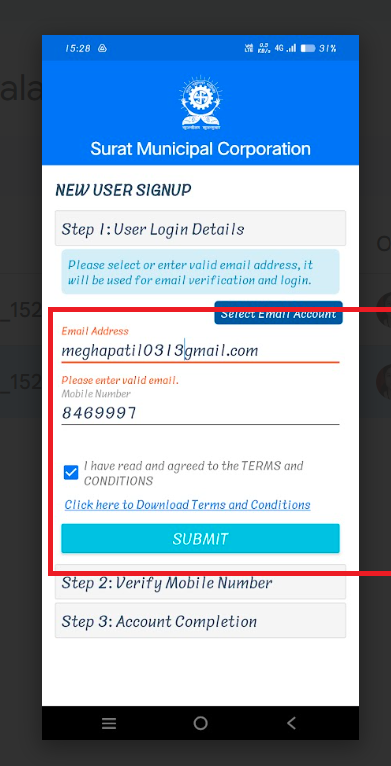 15:28
4G
31%
Surat Municipal Corporation
NEW USER SIGNUP
Step 1: User Login Details
Please select or enter valid email address, it
will be used for email verification and login.
Select Email Account
Email Address
meghapatil0313gmail.com
Please enter valid email.
Mobile Number
8469997
I have read and agreed to the TERMS and
CONDITIONS
Click here to Download Terms and Conditions
SUBMIT
Step 2: Verify Mobile Number
Step 3: Account Completion
_152
_152